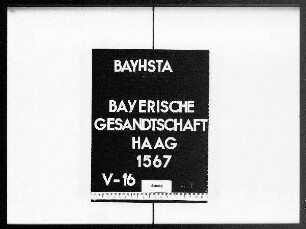 BAYHSTA
BAYERISCHE
GESANDTSCHAFT
HAAG
1567
V-16